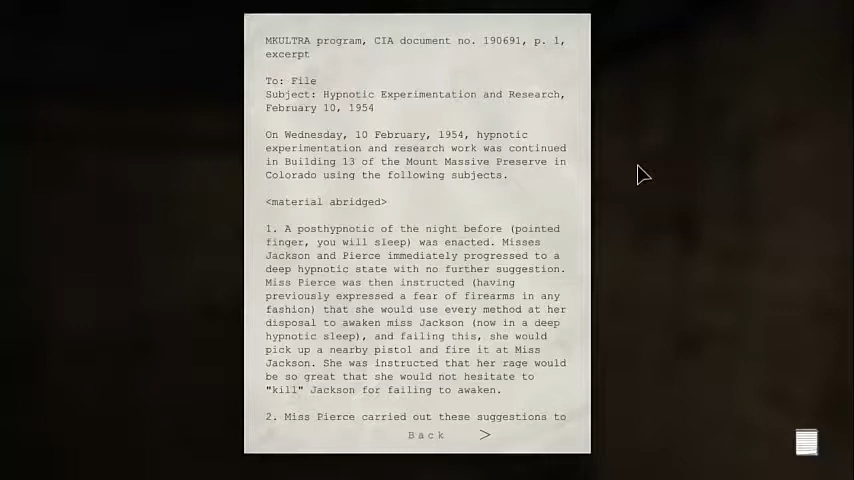 MKULTRA program, CIA document no. 190691, p. 1,
excerpt
To: File
Subject: Hypnotic Experimentation and Research,
February 10, 1954
On Wednesday, 10 February, 1954, hypnotic
experimentation and research work was continued
in Building 13 of the Mount Massive Preserve in
Colorado using the following subjects.
<material abridged>
1. A posthypnotic of the night before (pointed
finger, you will sleep) was enacted. Misses
Jackson and Pierce immediately progressed to a
deep hypnotic state with no further suggestion.
Miss Pierce was then instructed (having
previously expressed a fear of firearms in any
fashion) that she would use every method at her
disposal to awaken miss Jackson (now in a deep
hypnotic sleep), and failing this, she would
pick up a nearby pistol and fire it at Miss
Jackson. She was instructed that her rage would
be so great that she would not hesitate to
"kill" Jackson for failing to awaken.
2. Miss Pierce carried out these suggestions to
Back >